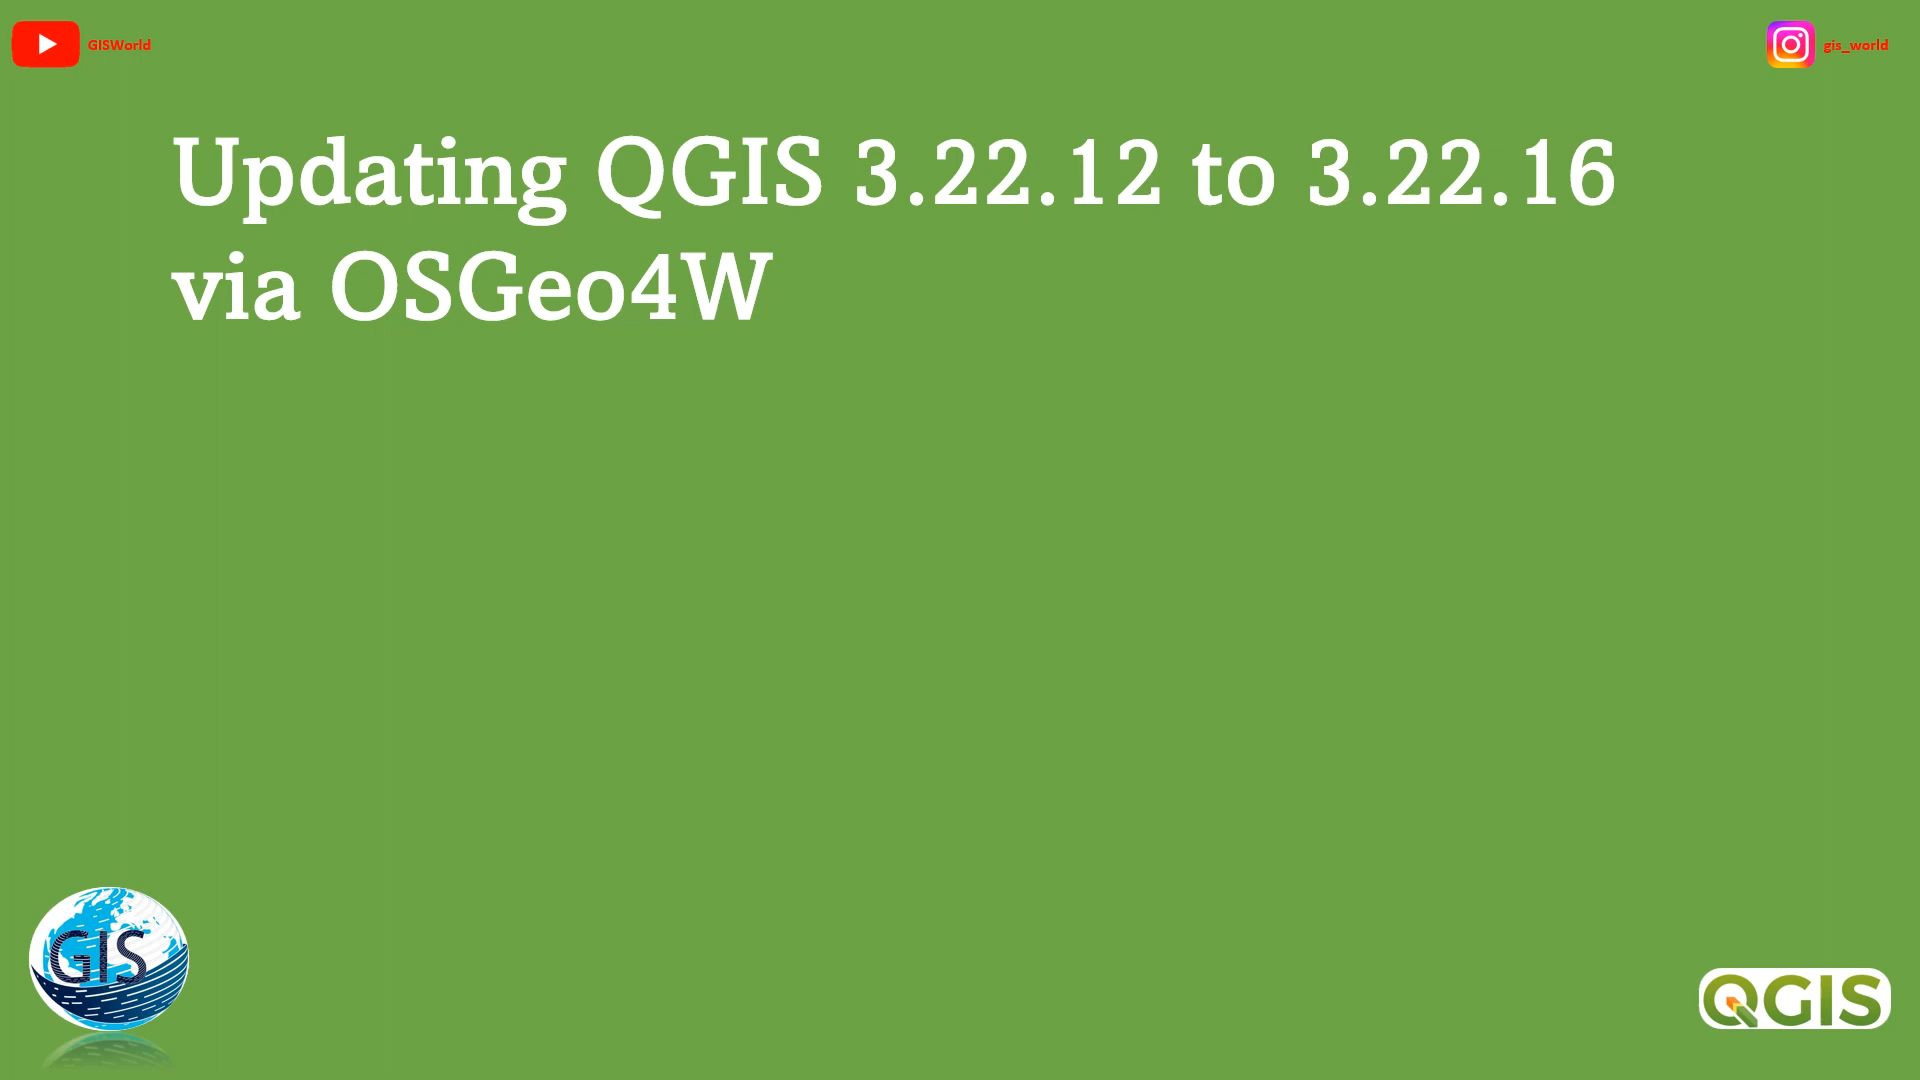 GISWorld
gis_world
Updating QGIS 3.22.12 to 3.22.16
via OSGeo4W
GIS
QGIS